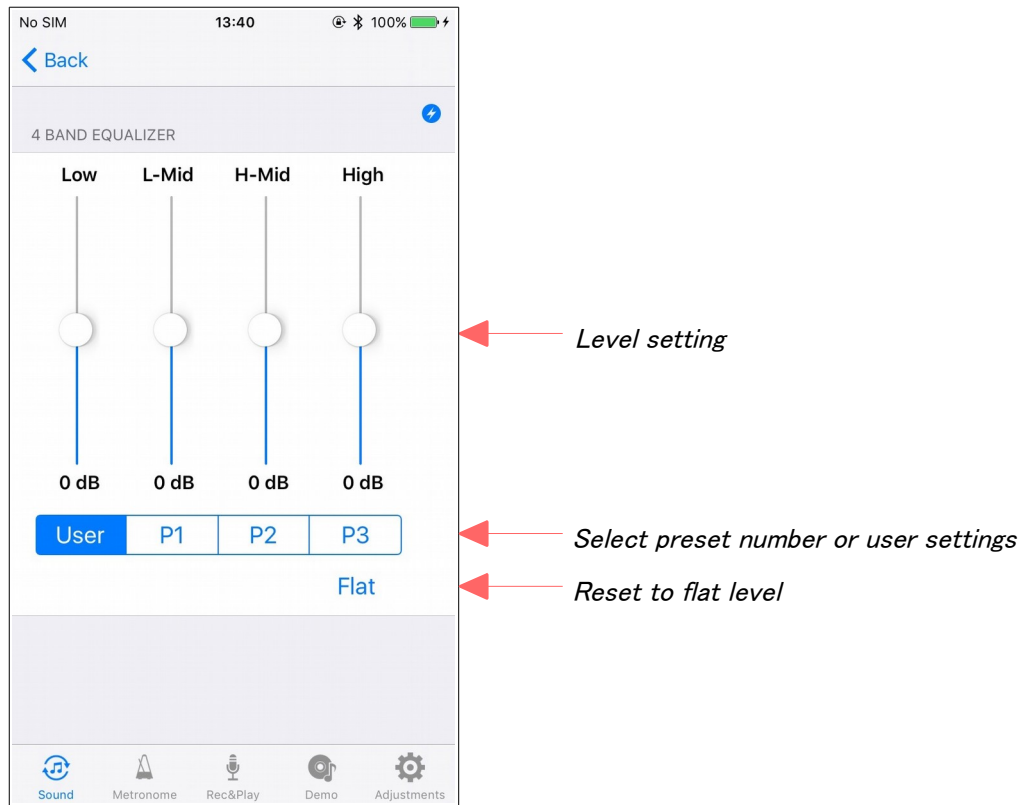 No SIM 13:40 100%
Back
4 BAND EQUALIZER
Low L-Mid H-Mid High
Level setting
0 dB 0 dB 0 dB 0 dB
User P1 P2 P3
Select preset number or user settings
Flat
Reset to flat level
Sound Metronome Rec&Play Demo Adjustments